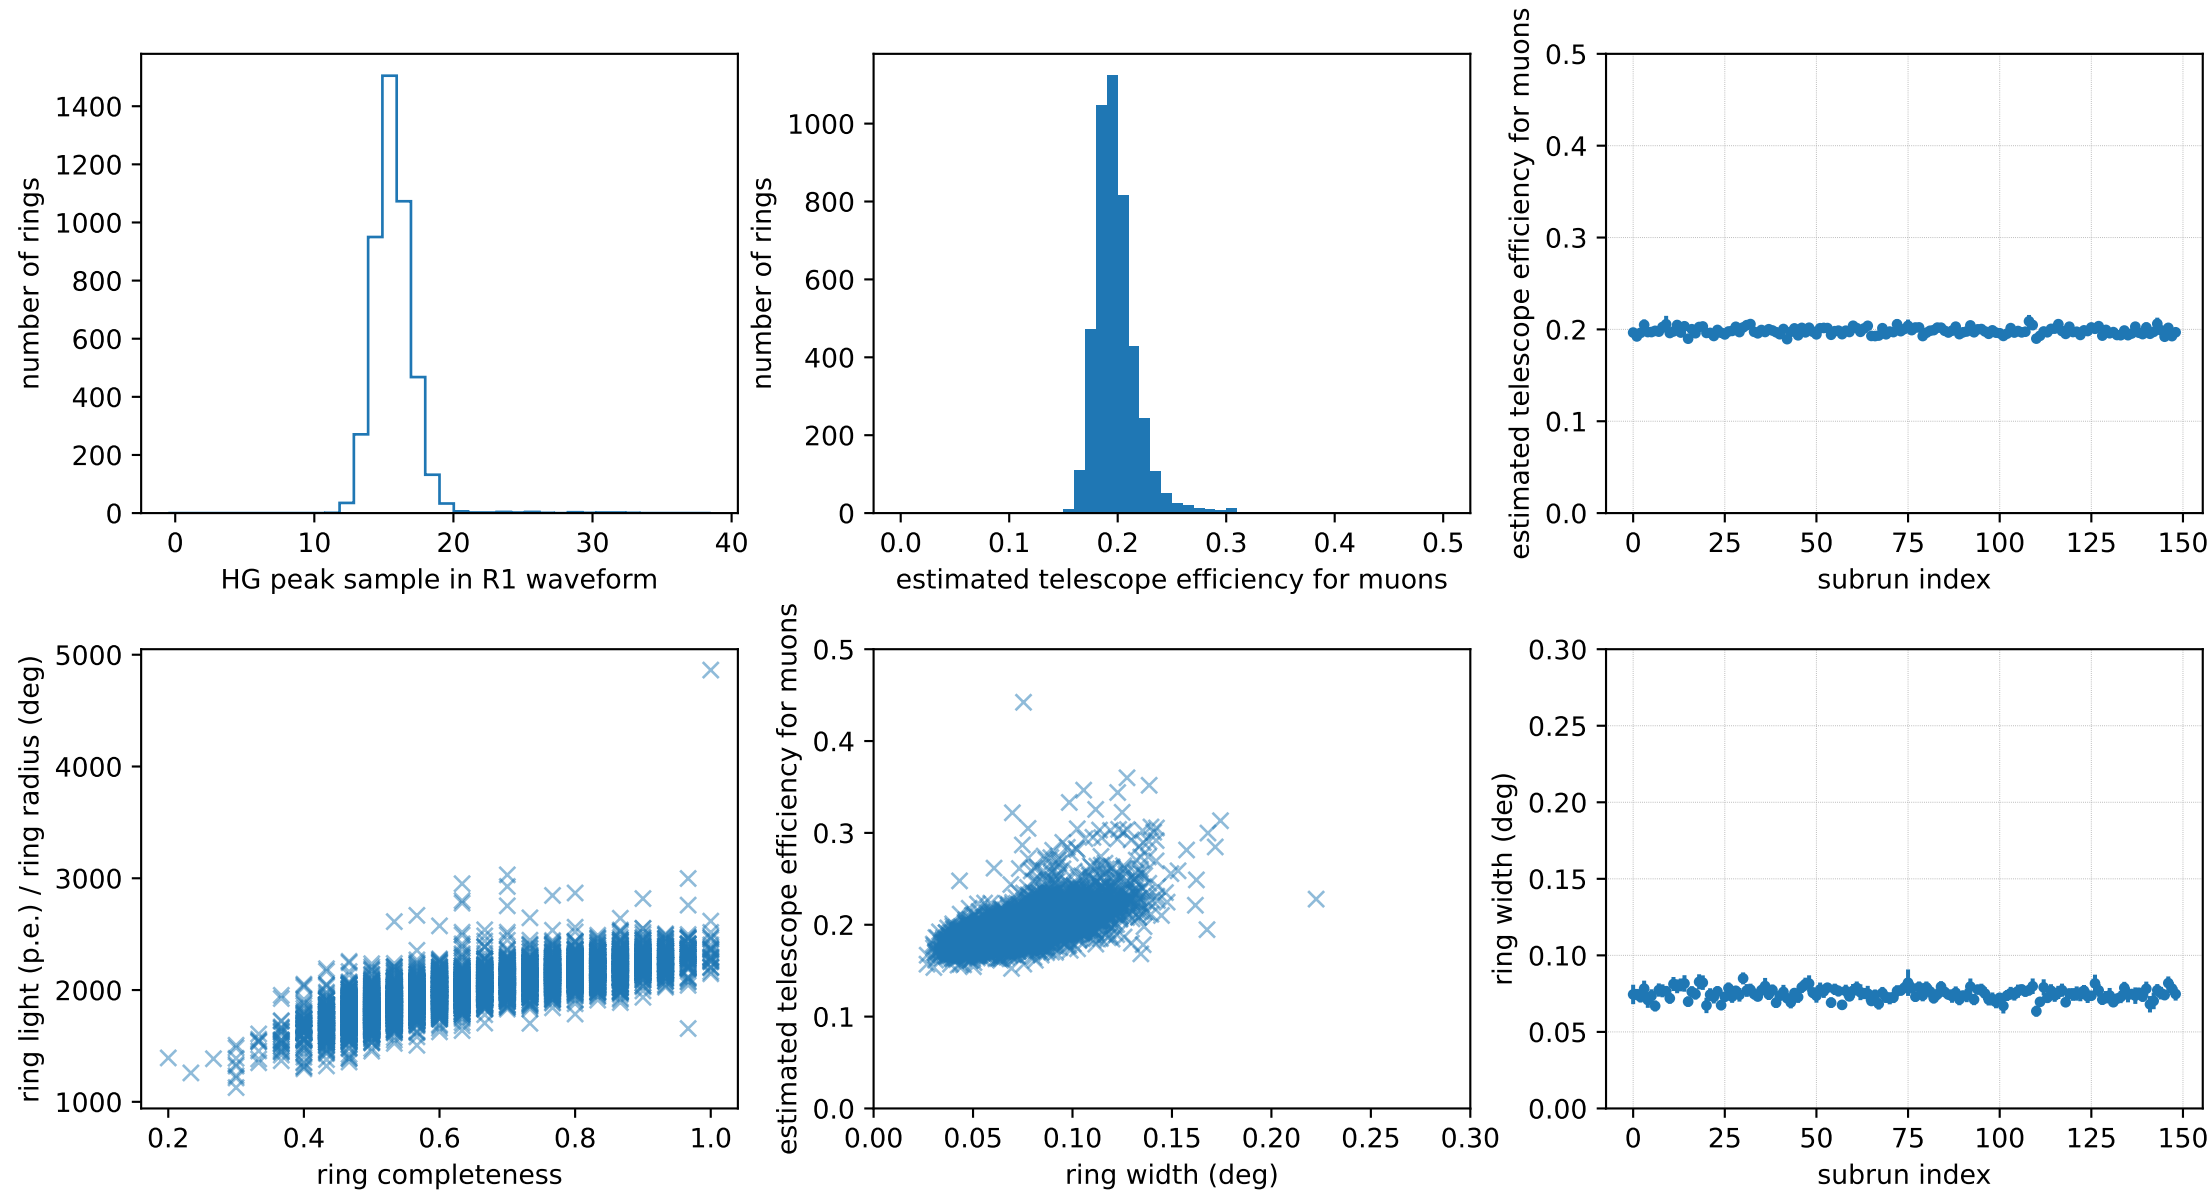 number of rings
1400
1200
1000
800
600
400
200
0
0 10 20 30 40
HG peak sample in R1 waveform
number of rings
1000
800
600
400
200
0
0.0 0.1 0.2 0.3 0.4 0.5
estimated telescope efficiency for muons
estimated telescope efficiency for muons
0.5
0.4
0.3
0.2
0.1
0.0
0 25 50 75 100 125 150
subrun index
ring light (p.e.) / ring radius (deg)
5000
4000
3000
2000
1000
0.2 0.4 0.6 0.8 1.0
ring completeness
estimated telescope efficiency for muons
0.5
0.4
0.3
0.2
0.1
0.0
0.00 0.05 0.10 0.15 0.20 0.25 0.30
ring width (deg)
ring width (deg)
0.30
0.25
0.20
0.15
0.10
0.05
0.00
0 25 50 75 100 125 150
subrun index